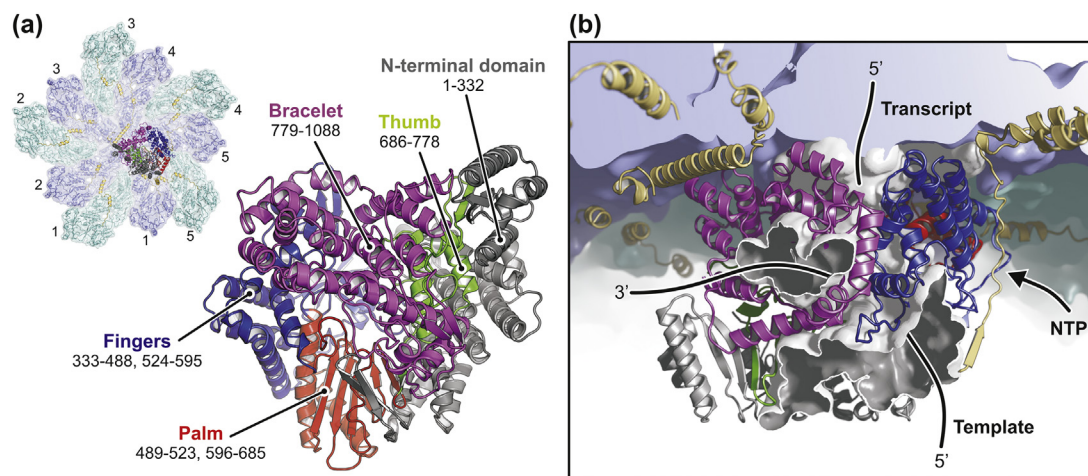 (a)
3
4
3
2
4
2
5
1
1
5
N-terminal domain
1-332
Bracelet
779-1088
Thumb
686-778
Fingers
333-488, 524-595
Palm
489-523, 596-685
(b)
5’
Transcript
3’
NTP
Template
5’